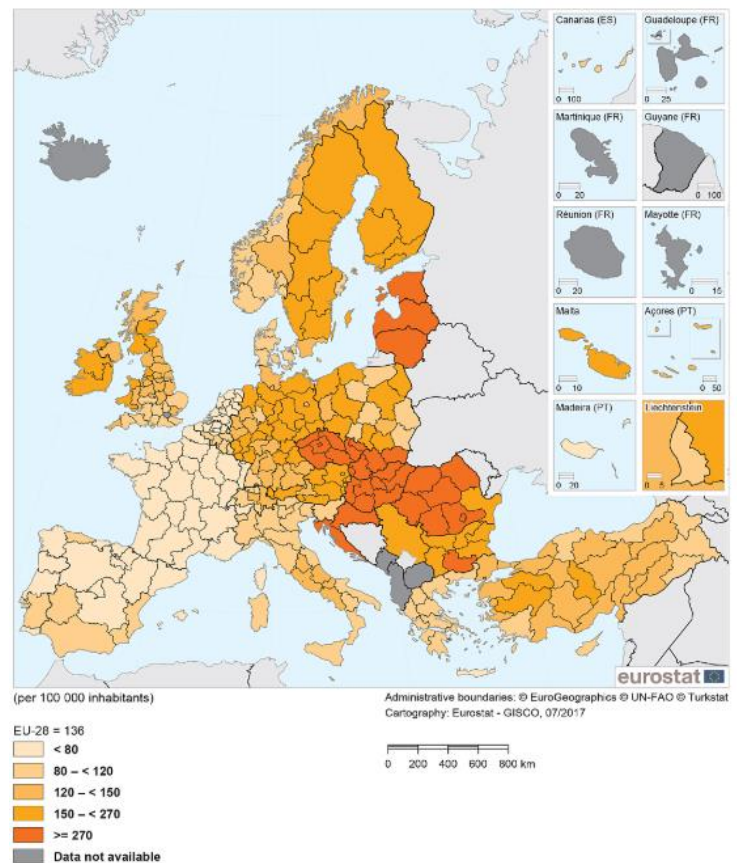 Canarias (ES)
0 100
Guadeloupe (FR)
0 25
Martinique (FR)
0 20
Guyane (FR)
0 100
Réunion (FR)
0 20
Mayotte (FR)
0 15
Malta
0 10
Açores (PT)
0 50
Madeira (PT)
0 20
Liechtenstein
0 5
eurostat
(per 100 000 inhabitants)
Administrative boundaries: © EuroGeographics © UN-FAO © Turkstat
Cartography: Eurostat - GISCO, 07/2017
EU-28 = 136
< 80
80 – < 120
120 – < 150
150 – < 270
>= 270
Data not available
0 200 400 600 800 km